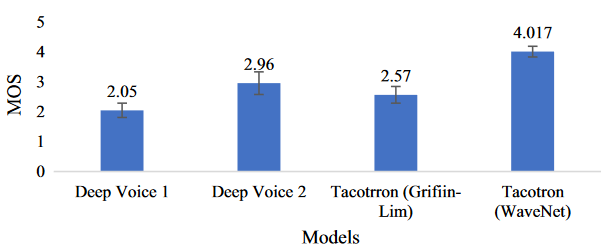 5
4
3
2
1
0
MOS
2.05
2.96
2.57
4.017
Deep Voice 1
Deep Voice 2
Tacotrron (Grifiin-
Lim)
Tacotron
(WaveNet)
Models